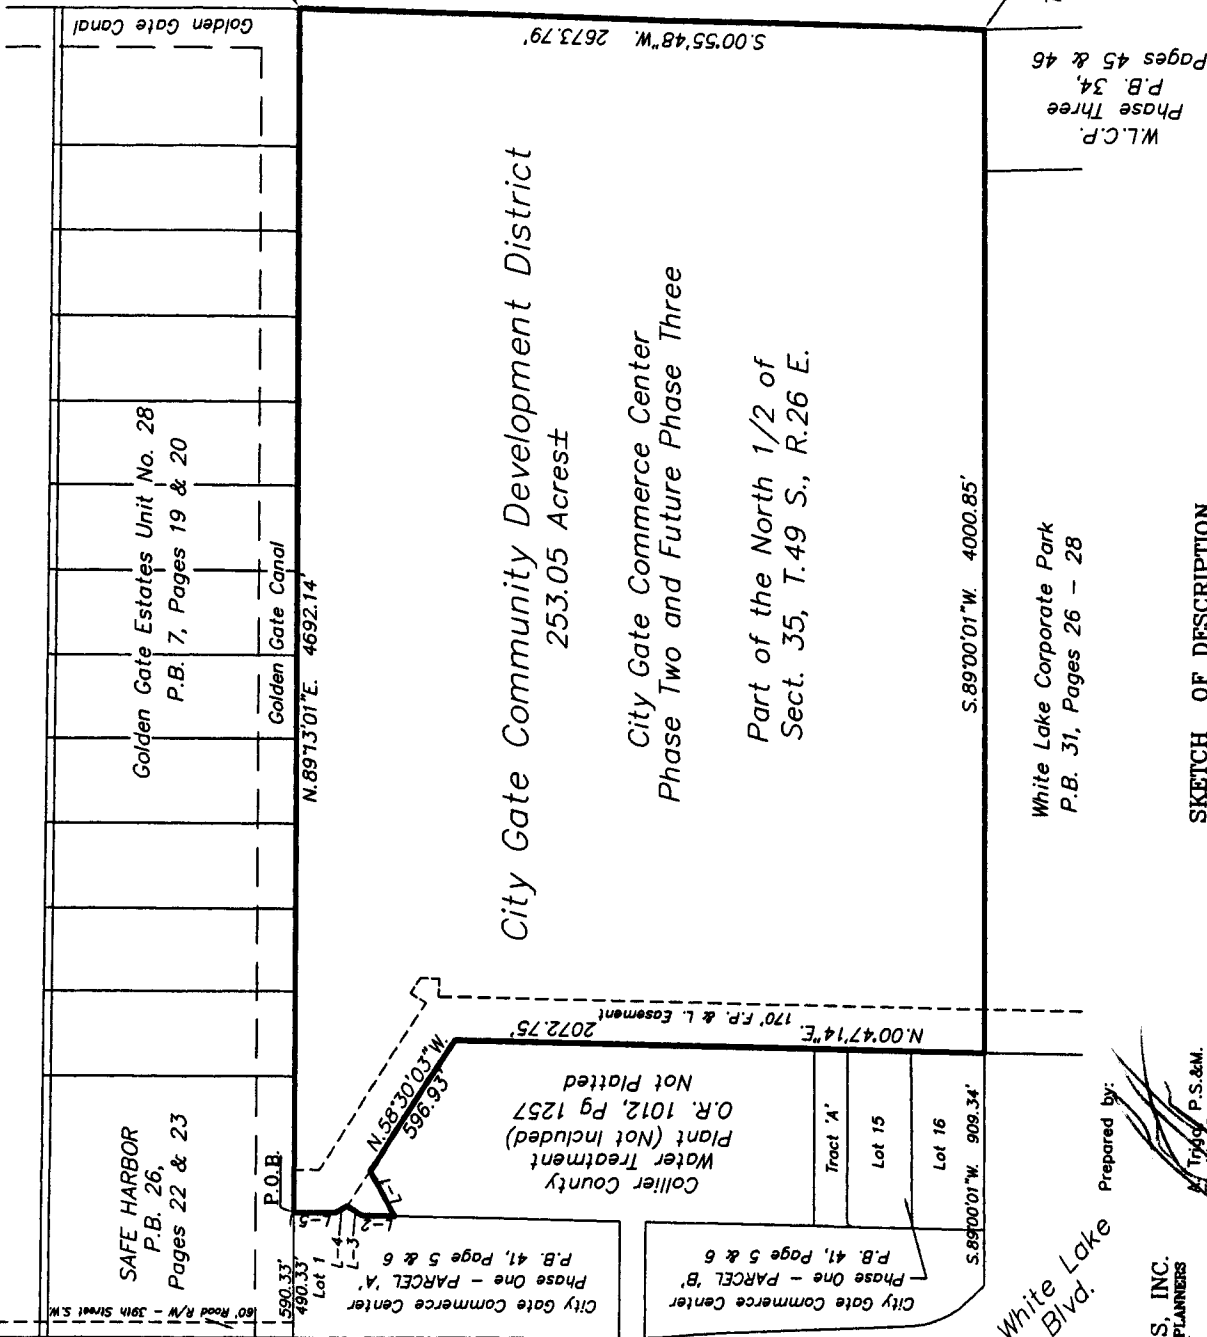 Golden Gate Canal
S.00°55'48"W. 2673.79'
W.L.C.P.
Phase Three
P.B. 34,
Pages 45 & 46
Golden Gate Estates Unit No. 28
P.B. 7, Pages 19 & 20
Golden Gate Canal
N.89°13'01"E. 4692.14'
City Gate Community Development District
253.05 Acres±
City Gate Commerce Center
Phase Two and Future Phase Three
Part of the North 1/2 of
Sect. 35, T.49 S., R.26 E.
S.89°00'01"W. 4000.85'
White Lake Corporate Park
P.B. 31, Pages 26 - 28
SKETCH OF DESCRIPTION
SAFE HARBOR
P.B. 26,
Pages 22 & 23
60' Road R/W - 39th Street S.W.
P.O.B.
590.33'
490.33'
Lot 1
L-5
L-4
L-3
L-2
L-1
N.58°30'03"W.
596.93'
170' F.P. & L. Easement
N.00°47'14"E. 2072.75'
Collier County
Water Treatment
Plant (Not Included)
O.R. 1012, Pg 1257
Not Platted
Tract 'A'
Lot 15
Lot 16
S.89°00'01"W. 909.34'
City Gate Commerce Center
Phase One - PARCEL 'A'
P.B. 41, Page 5 & 6
City Gate Commerce Center
Phase One - PARCEL 'B'
P.B. 41, Page 5 & 6
White Lake
Blvd.
Prepared by:
Trigo, P.S.&M.
S, INC.
PLANNERS